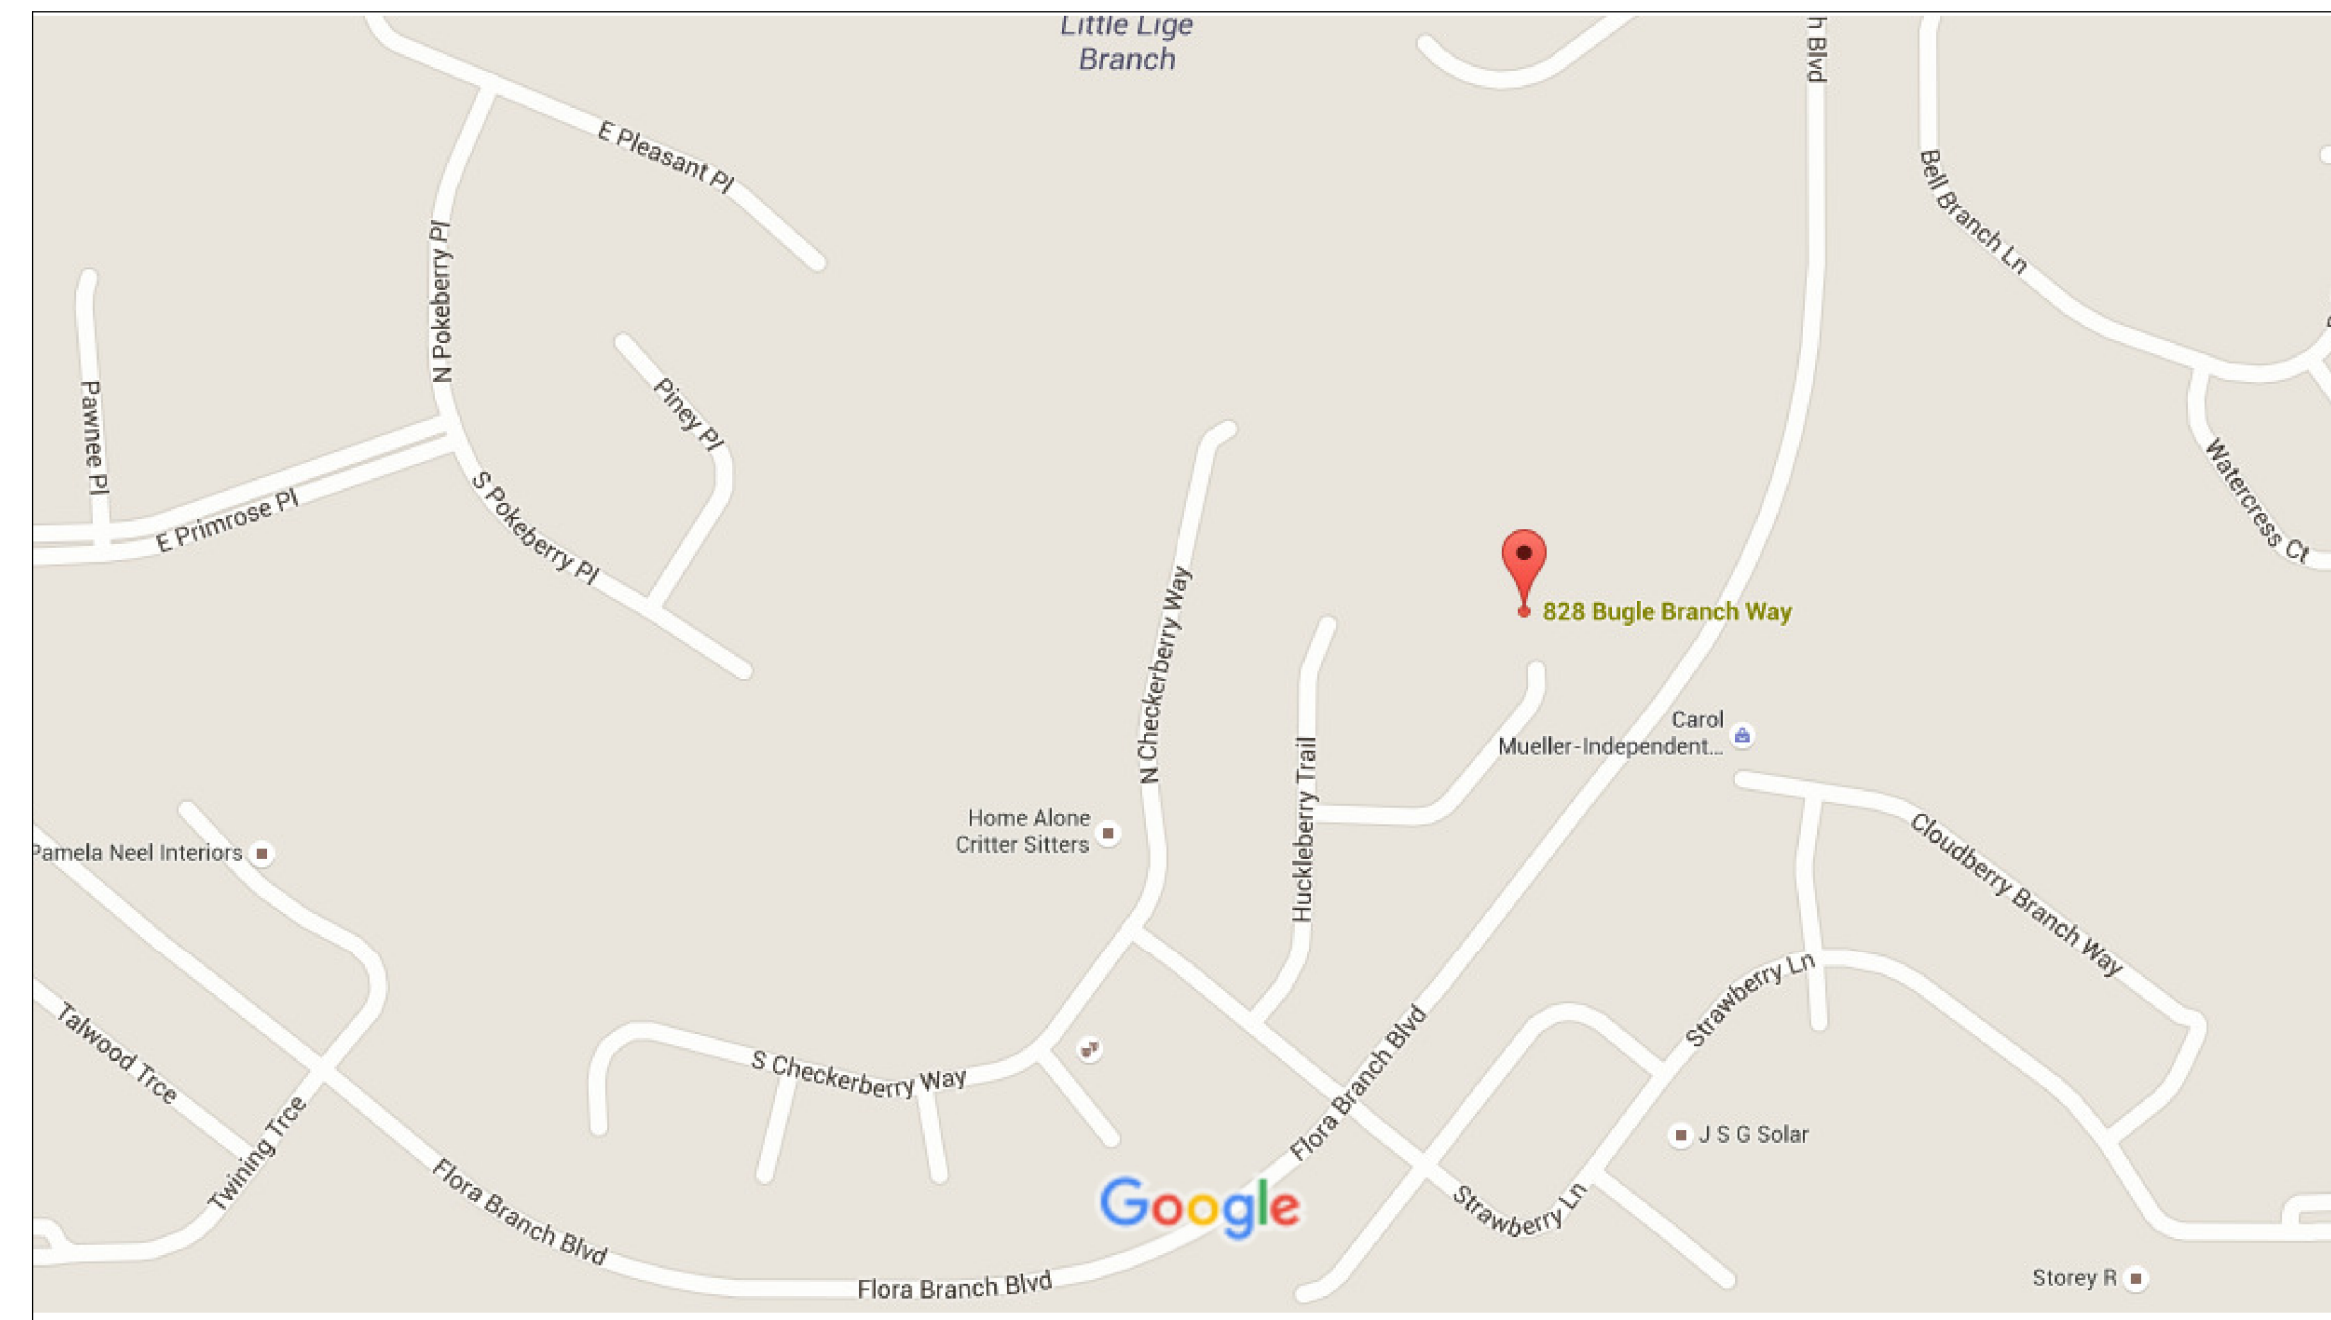 Little Lige
Branch
h Blvd
E Pleasant Pl
Bell Branch Ln
N Pokeberry Pl
Piney Pl
Pawnee Pl
E Primrose Pl
S Pokeberry Pl
Watercress Ct
N Checkerberry Way
828 Bugle Branch Way
Carol
Mueller-Independent...
Huckleberry Trail
Home Alone
Critter Sitters
Pamela Neel Interiors
Cloudberry Branch Way
Strawberry Ln
Talwood Trce
Twining Trce
S Checkerberry Way
Flora Branch Blvd
J S G Solar
Flora Branch Blvd
Google
Strawberry Ln
Flora Branch Blvd
Storey R